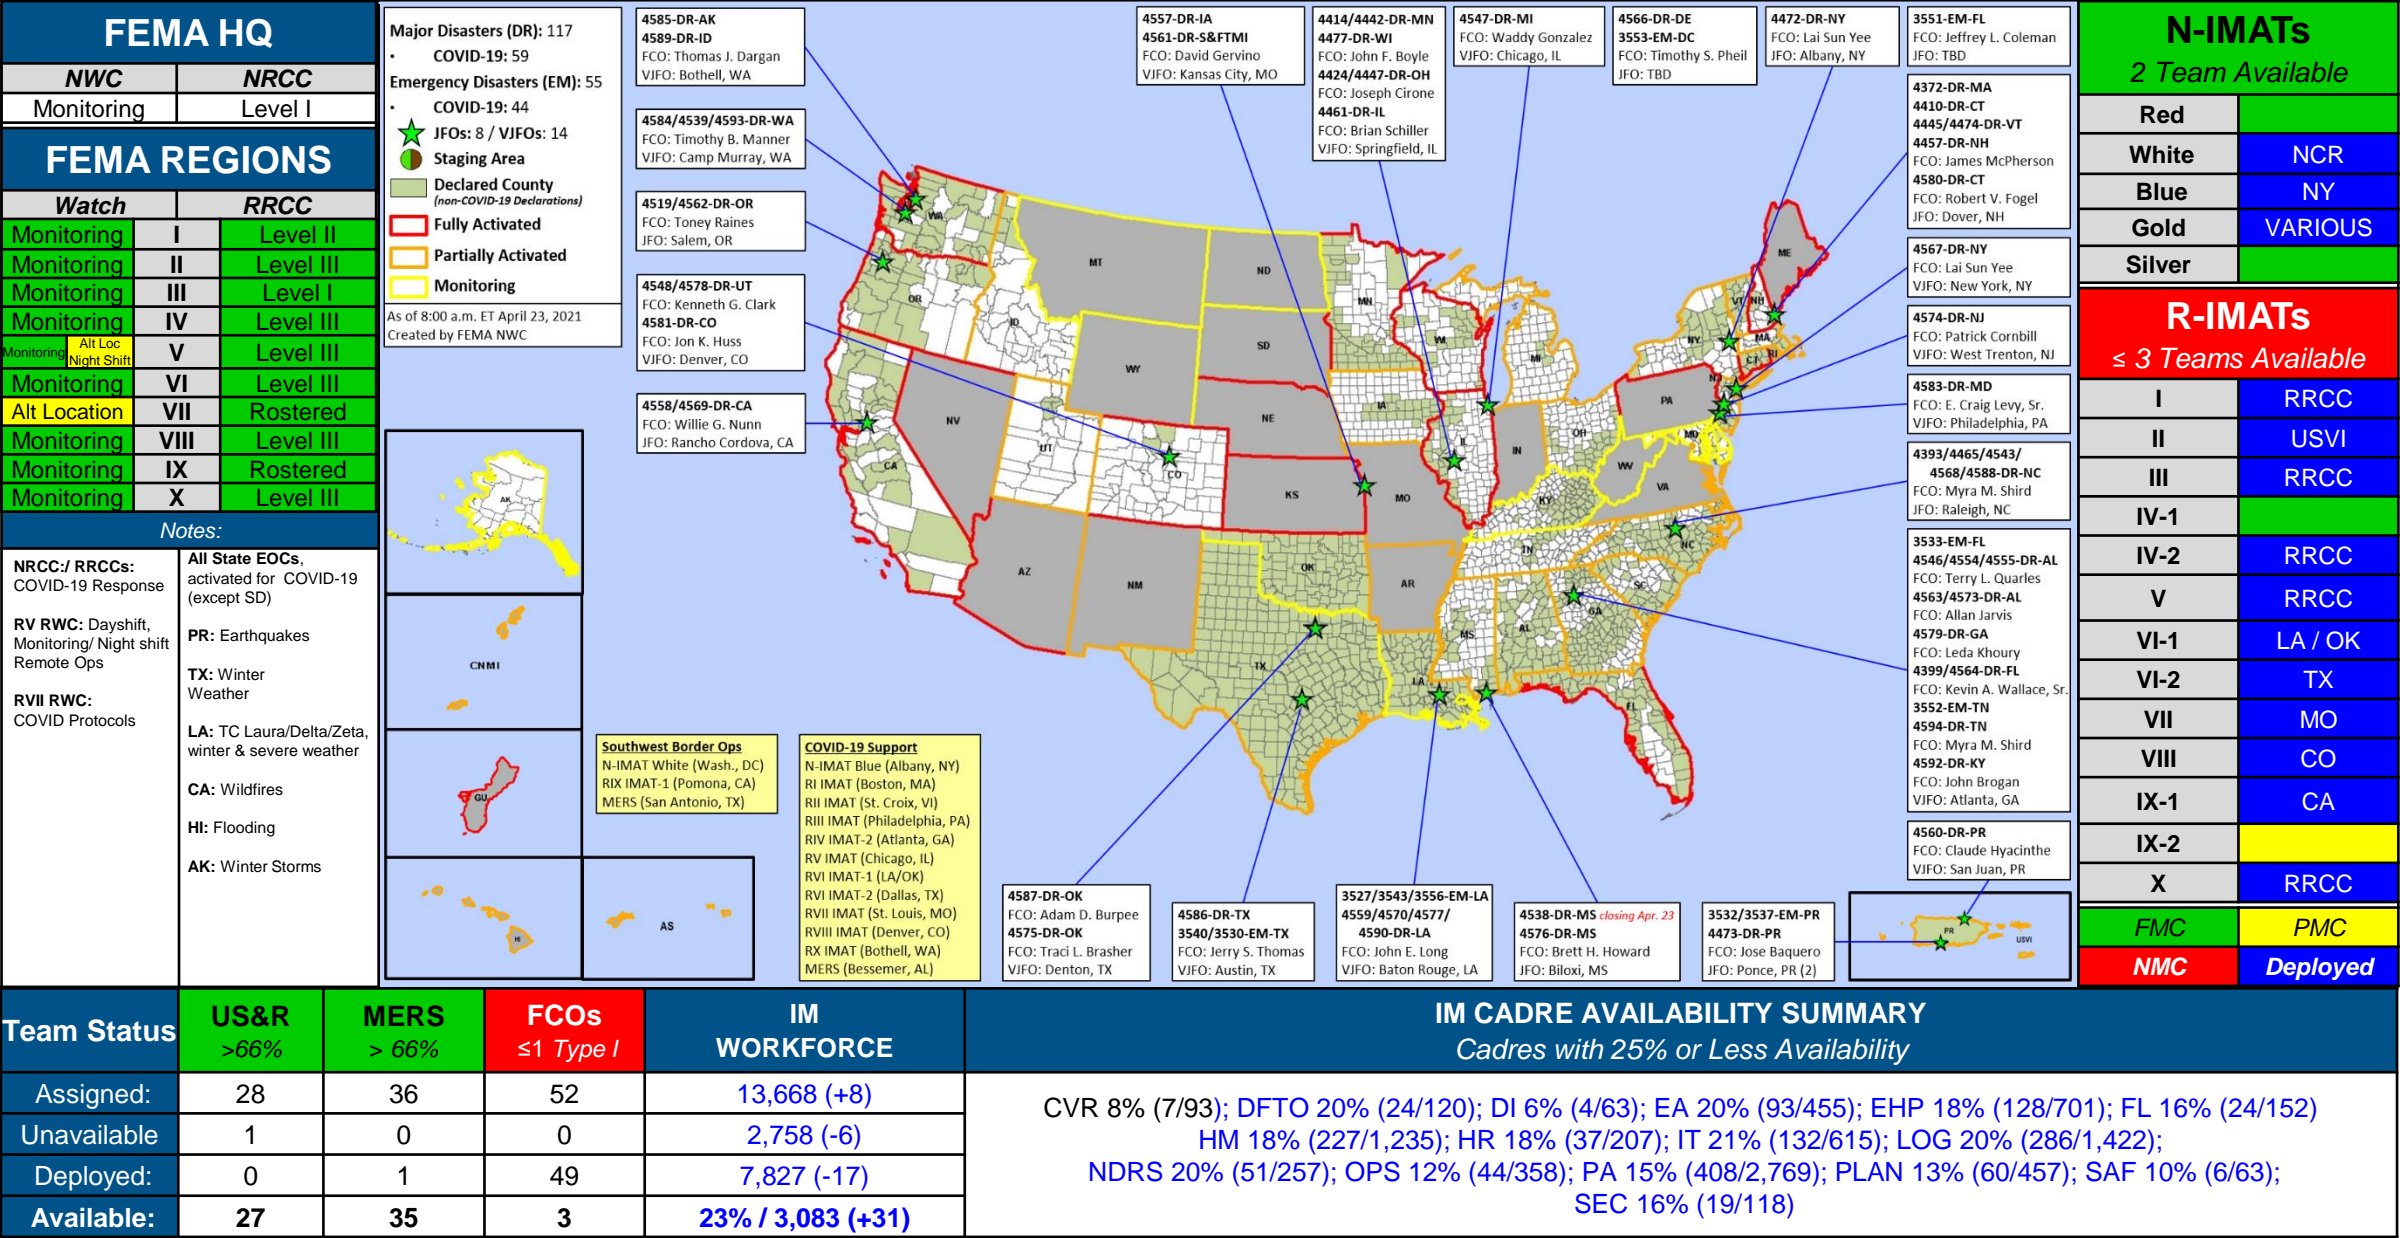 FEMA HQ
NWC NRCC
Monitoring Level I
FEMA REGIONS
Watch RRCC
Monitoring I Level II
Monitoring II Level III
Monitoring III Level I
Monitoring IV Level III
Monitoring Alt Loc Night Shift V Level III
Monitoring VI Level III
Alt Location VII Rostered
Monitoring VIII Level III
Monitoring IX Rostered
Monitoring X Level III
Notes:
NRCC:/ RRCCs:
COVID-19 Response
RV RWC: Dayshift,
Monitoring/ Night shift
Remote Ops
RVII RWC:
COVID Protocols
All State EOCs,
activated for COVID-19
(except SD)
PR: Earthquakes
TX: Winter
Weather
LA: TC Laura/Delta/Zeta,
winter & severe weather
CA: Wildfires
HI: Flooding
AK: Winter Storms
Major Disasters (DR): 117
· COVID-19: 59
Emergency Disasters (EM): 55
· COVID-19: 44
JFOs: 8 / VJFOs: 14
Staging Area
Declared County
(non-COVID-19 Declarations)
Fully Activated
Partially Activated
Monitoring
As of 8:00 a.m. ET April 23, 2021
Created by FEMA NWC
4585-DR-AK
4589-DR-ID
FCO: Thomas J. Dargan
VJFO: Bothell, WA
4584/4539/4593-DR-WA
FCO: Timothy B. Manner
VJFO: Camp Murray, WA
4519/4562-DR-OR
FCO: Toney Raines
JFO: Salem, OR
4548/4578-DR-UT
FCO: Kenneth G. Clark
4581-DR-CO
FCO: Jon K. Huss
VJFO: Denver, CO
4558/4569-DR-CA
FCO: Willie G. Nunn
JFO: Rancho Cordova, CA
4557-DR-IA
4561-DR-S&FTMI
FCO: David Gervino
VJFO: Kansas City, MO
4414/4442-DR-MN
4477-DR-WI
FCO: John F. Boyle
4424/4447-DR-OH
FCO: Joseph Cirone
4461-DR-IL
FCO: Brian Schiller
VJFO: Springfield, IL
4547-DR-MI
FCO: Waddy Gonzalez
VJFO: Chicago, IL
4566-DR-DE
3553-EM-DC
FCO: Timothy S. Pheil
JFO: TBD
4472-DR-NY
FCO: Lai Sun Yee
JFO: Albany, NY
3551-EM-FL
FCO: Jeffrey L. Coleman
JFO: TBD
4372-DR-MA
4410-DR-CT
4445/4474-DR-VT
4457-DR-NH
FCO: James McPherson
4580-DR-CT
FCO: Robert V. Fogel
JFO: Dover, NH
4567-DR-NY
FCO: Lai Sun Yee
VJFO: New York, NY
4574-DR-NJ
FCO: Patrick Cornbill
VJFO: West Trenton, NJ
4583-DR-MD
FCO: E. Craig Levy, Sr.
VJFO: Philadelphia, PA
4393/4465/4543/
4568/4588-DR-NC
FCO: Myra M. Shird
JFO: Raleigh, NC
3533-EM-FL
4546/4554/4555-DR-AL
FCO: Terry L. Quarles
4563/4573-DR-AL
FCO: Allan Jarvis
4579-DR-GA
FCO: Leda Khoury
4399/4564-DR-FL
FCO: Kevin A. Wallace, Sr.
3552-EM-TN
4594-DR-TN
FCO: Myra M. Shird
4592-DR-KY
FCO: John Brogan
VJFO: Atlanta, GA
4560-DR-PR
FCO: Claude Hyacinthe
VJFO: San Juan, PR
WA
MT
ND
MN
ME
OR
ID
SD
WI
VT
NH
NY
MA
CT
RI
WY
MI
NJ
PA
NE
IA
NV
UT
CO
CA
IL
IN
OH
MD
WV
VA
KS
MO
KY
NC
TN
AZ
NM
OK
AR
SC
MS
AL
GA
TX
LA
FL
AK
CNMI
GU
HI
AS
PR
USVI
Southwest Border Ops
N-IMAT White (Wash., DC)
RIX IMAT-1 (Pomona, CA)
MERS (San Antonio, TX)
COVID-19 Support
N-IMAT Blue (Albany, NY)
RI IMAT (Boston, MA)
RII IMAT (St. Croix, VI)
RIII IMAT (Philadelphia, PA)
RIV IMAT-2 (Atlanta, GA)
RV IMAT (Chicago, IL)
RVI IMAT-1 (LA/OK)
RVI IMAT-2 (Dallas, TX)
RVII IMAT (St. Louis, MO)
RVIII IMAT (Denver, CO)
RX IMAT (Bothell, WA)
MERS (Bessemer, AL)
4587-DR-OK
FCO: Adam D. Burpee
4575-DR-OK
FCO: Traci L. Brasher
VJFO: Denton, TX
4586-DR-TX
3540/3530-EM-TX
FCO: Jerry S. Thomas
VJFO: Austin, TX
3527/3543/3556-EM-LA
4559/4570/4577/
4590-DR-LA
FCO: John E. Long
VJFO: Baton Rouge, LA
4538-DR-MS closing Apr. 23
4576-DR-MS
FCO: Brett H. Howard
JFO: Biloxi, MS
3532/3537-EM-PR
4473-DR-PR
FCO: Jose Baquero
JFO: Ponce, PR (2)
N-IMATs
2 Team Available
Red
White NCR
Blue NY
Gold VARIOUS
Silver
R-IMATs
≤ 3 Teams Available
I RRCC
II USVI
III RRCC
IV-1
IV-2 RRCC
V RRCC
VI-1 LA / OK
VI-2 TX
VII MO
VIII CO
IX-1 CA
IX-2
X RRCC
FMC PMC
NMC Deployed
Team Status US&R >66% MERS > 66% FCOs ≤1 Type I IM WORKFORCE
Assigned: 28 36 52 13,668 (+8)
Unavailable 1 0 0 2,758 (-6)
Deployed: 0 1 49 7,827 (-17)
Available: 27 35 3 23% / 3,083 (+31)
IM CADRE AVAILABILITY SUMMARY
Cadres with 25% or Less Availability
CVR 8% (7/93); DFTO 20% (24/120); DI 6% (4/63); EA 20% (93/455); EHP 18% (128/701); FL 16% (24/152)
HM 18% (227/1,235); HR 18% (37/207); IT 21% (132/615); LOG 20% (286/1,422);
NDRS 20% (51/257); OPS 12% (44/358); PA 15% (408/2,769); PLAN 13% (60/457); SAF 10% (6/63);
SEC 16% (19/118)